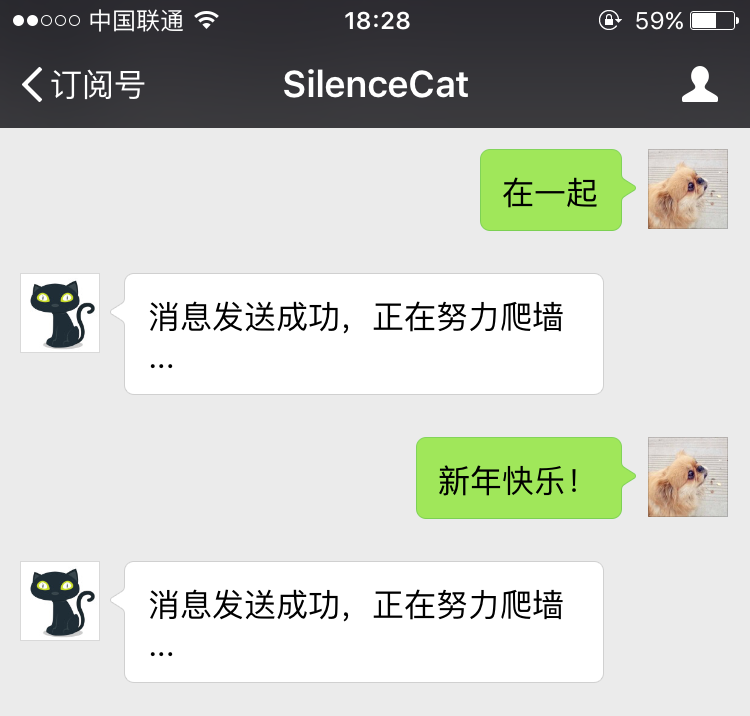 中国联通 18:28 59%
订阅号 SilenceCat
在一起
消息发送成功，正在努力爬墙
...
新年快乐！
消息发送成功，正在努力爬墙
...